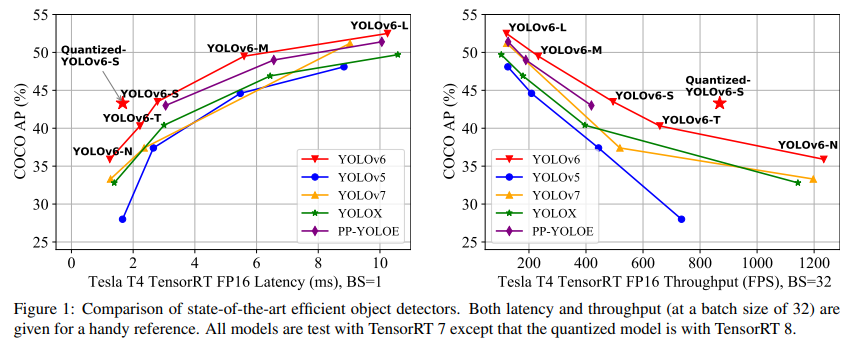 55
50
45
40
35
30
25
COCO AP (%)
Quantized-
YOLOv6-S
YOLOv6-N
YOLOv6-T
YOLOv6-S
YOLOv6-M
YOLOv6-L
YOLOv6
YOLOv5
YOLOv7
YOLOX
PP-YOLOE
0 2 4 6 8 10
Tesla T4 TensorRT FP16 Latency (ms), BS=1
55
50
45
40
35
30
25
COCO AP (%)
YOLOv6-L
YOLOv6-M
YOLOv6-S
Quantized-
YOLOv6-S
YOLOv6-T
YOLOv6-N
YOLOv6
YOLOv5
YOLOv7
YOLOX
PP-YOLOE
200 400 600 800 1000 1200
Tesla T4 TensorRT FP16 Throughput (FPS), BS=32
Figure 1: Comparison of state-of-the-art efficient object detectors. Both latency and throughput (at a batch size of 32) are
given for a handy reference. All models are test with TensorRT 7 except that the quantized model is with TensorRT 8.